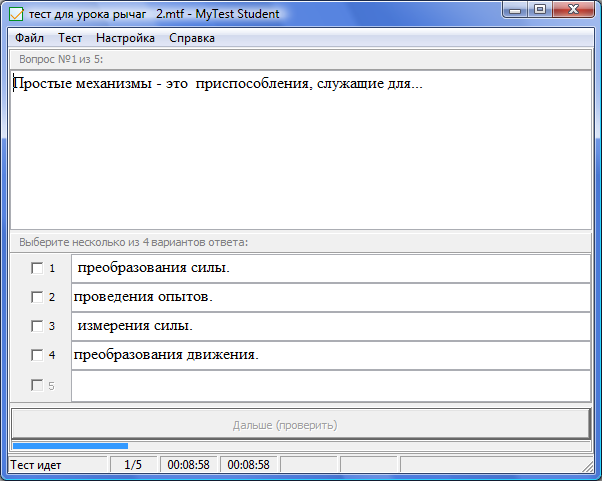 тест для урока рычаг 2.mtf - MyTest Student
Файл Тест Настройка Справка
Вопрос №1 из 5:
Простые механизмы - это приспособления, служащие для...
Выберите несколько из 4 вариантов ответа:
1 преобразования силы.
2 проведения опытов.
3 измерения силы.
4 преобразования движения.
5
Дальше (проверить)
Тест идет 1/5 00:08:58 00:08:58